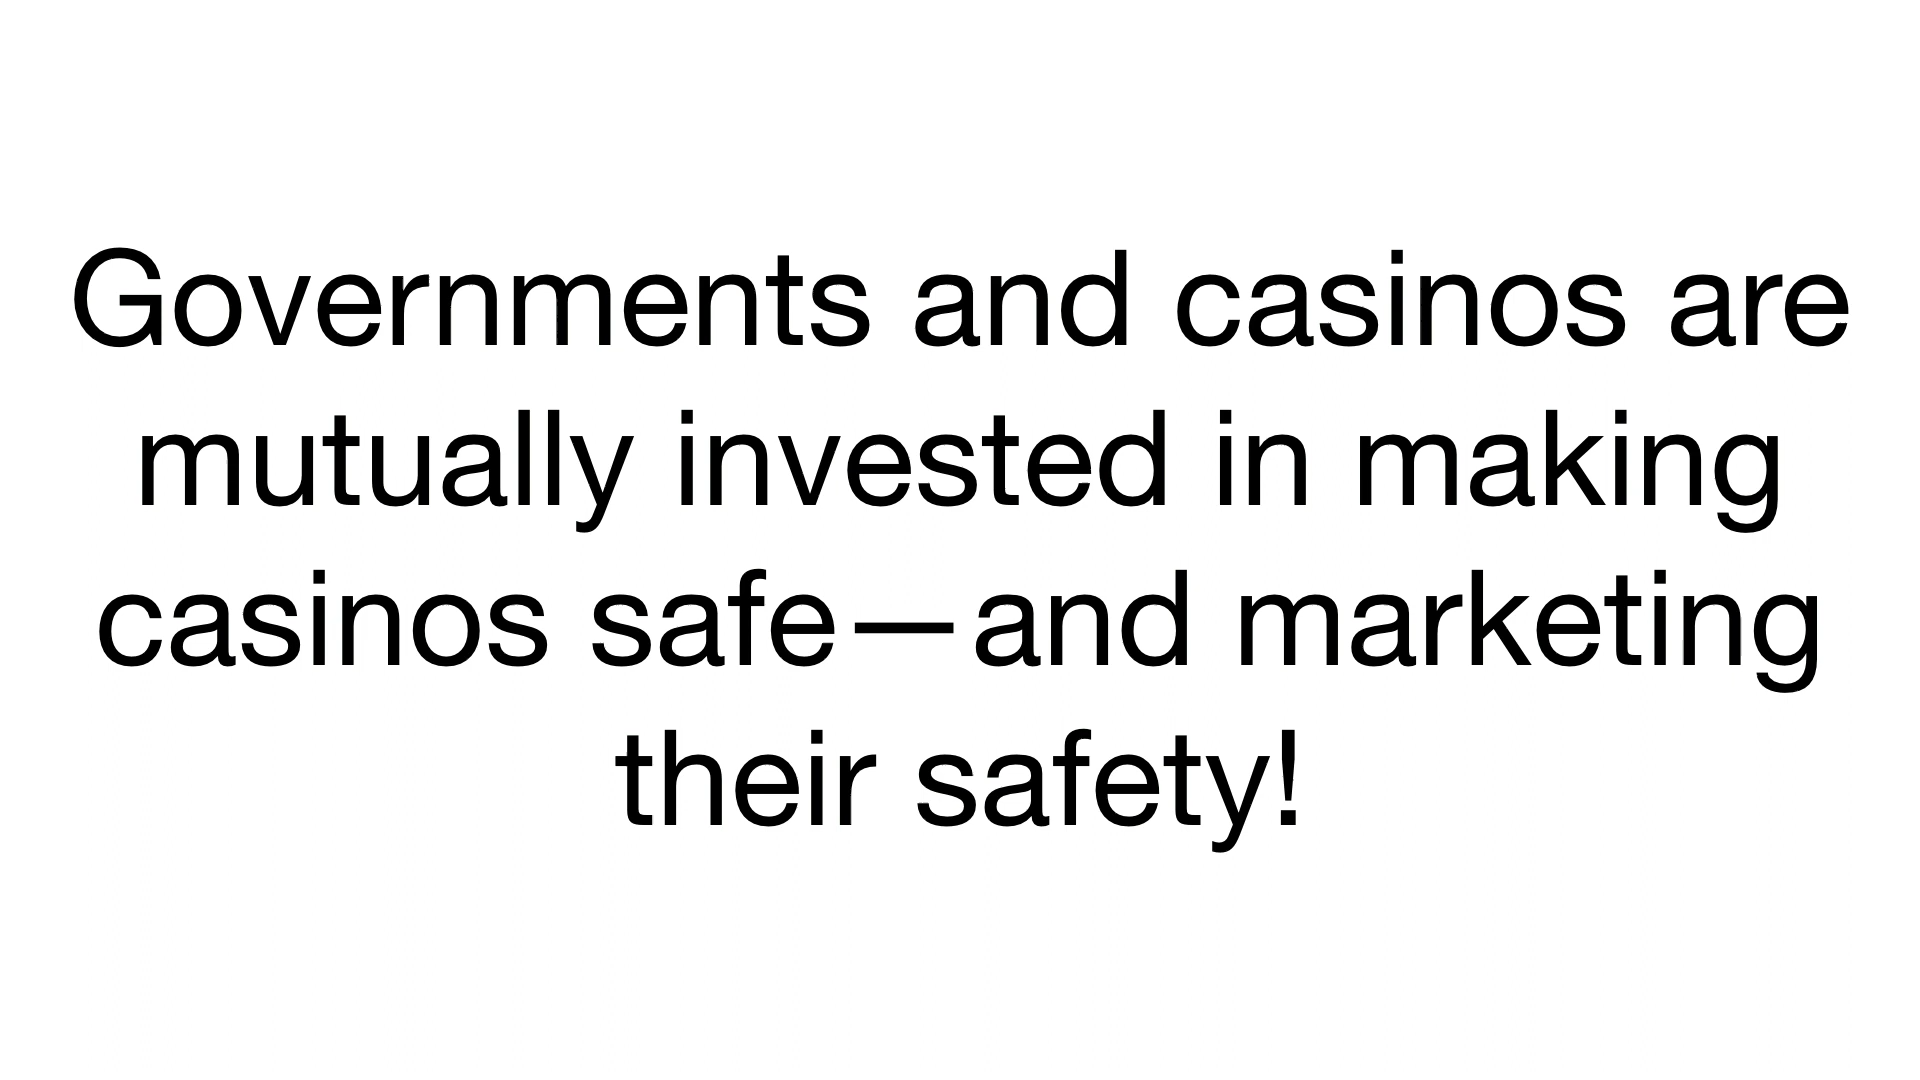 Governments and casinos are
mutually invested in making
casinos safe—and marketing
their safety!